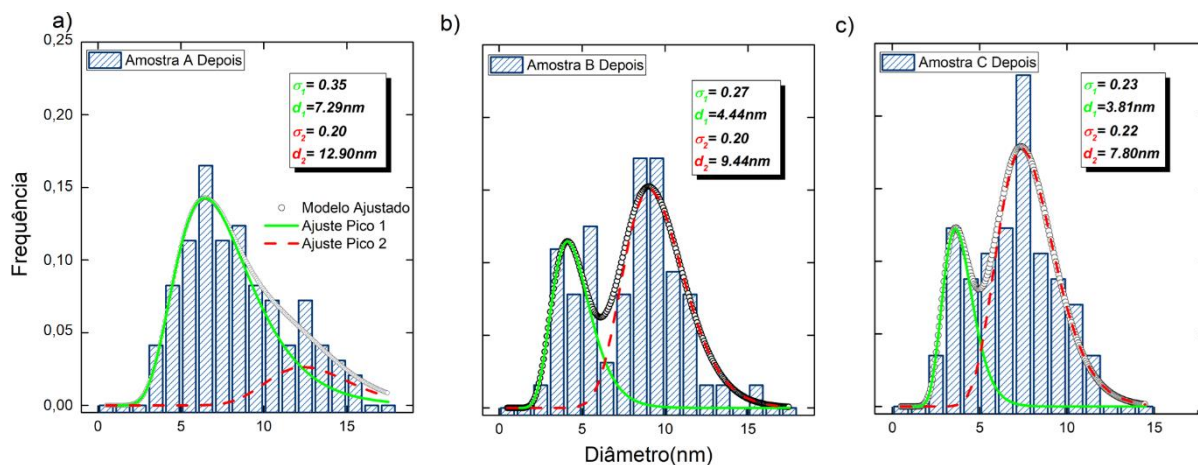 a)
0,25
0,20
0,15
0,10
0,05
0,00
Frequência
Amostra A Depois
σ1= 0.35
d1=7.29nm
σ2= 0.20
d2= 12.90nm
Modelo Ajustado
Ajuste Pico 1
Ajuste Pico 2
0 5 10 15
b)
Amostra B Depois
σ1= 0.27
d1=4.44nm
σ2= 0.20
d2= 9.44nm
0 5 10 15
Diâmetro(nm)
c)
Amostra C Depois
σ1= 0.23
d1=3.81nm
σ2= 0.22
d2= 7.80nm
0 5 10 15